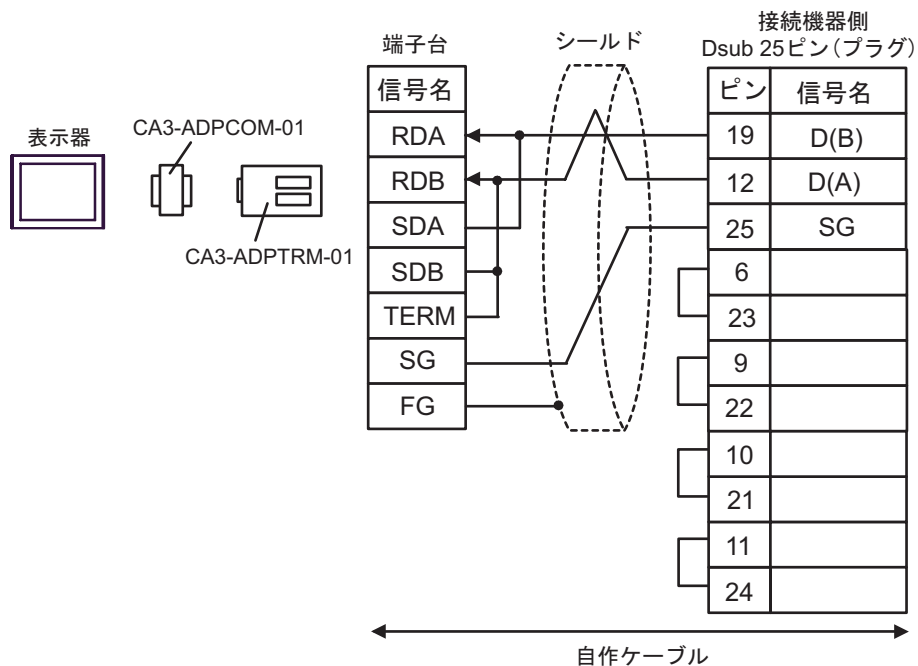 表示器
CA3-ADPCOM-01
CA3-ADPTRM-01
端子台
信号名
RDA
RDB
SDA
SDB
TERM
SG
FG
シールド
接続機器側
Dsub 25ピン(プラグ)
ピン 信号名
19 D(B)
12 D(A)
25 SG
6
23
9
22
10
21
11
24
自作ケーブル